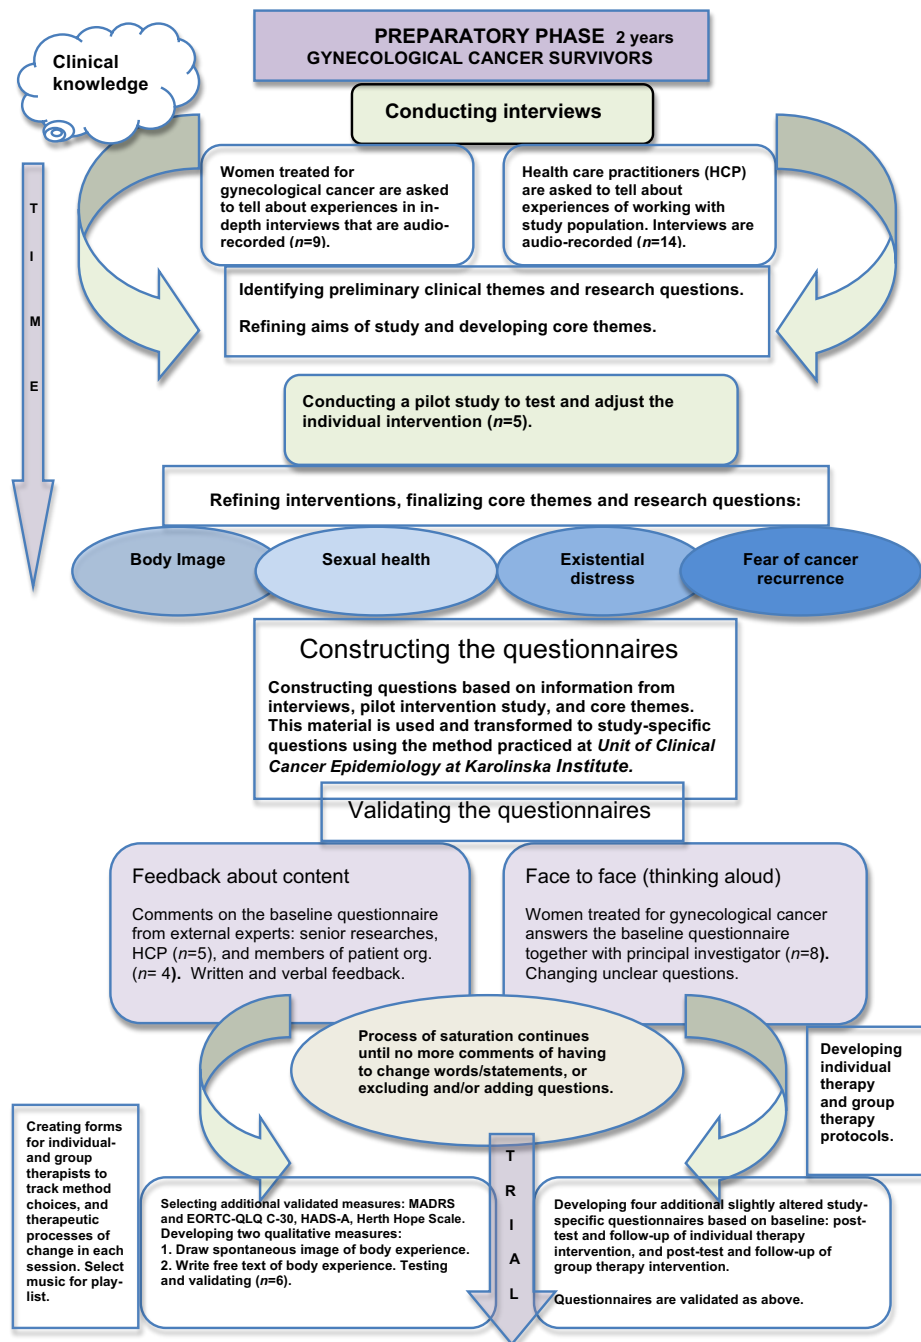 PREPARATORY PHASE 2 years
GYNECOLOGICAL CANCER SURVIVORS
Clinical
knowledge
Conducting interviews
Women treated for
gynecological cancer are asked
to tell about experiences in in-
depth interviews that are audio-
recorded (n=9).
Health care practitioners (HCP)
are asked to tell about
experiences of working with
study population. Interviews are
audio-recorded (n=14).
T
I
M
E
Identifying preliminary clinical themes and research questions.
Refining aims of study and developing core themes.
Conducting a pilot study to test and adjust the
individual intervention (n=5).
Refining interventions, finalizing core themes and research questions:
Body Image
Sexual health
Existential
distress
Fear of cancer
recurrence
Constructing the questionnaires
Constructing questions based on information from
interviews, pilot intervention study, and core themes.
This material is used and transformed to study-specific
questions using the method practiced at Unit of Clinical
Cancer Epidemiology at Karolinska Institute.
Validating the questionnaires
Feedback about content
Comments on the baseline questionnaire
from external experts: senior researches,
HCP (n=5), and members of patient org.
(n= 4). Written and verbal feedback.
Face to face (thinking aloud)
Women treated for gynecological cancer
answers the baseline questionnaire
together with principal investigator (n=8).
Changing unclear questions.
Process of saturation continues
until no more comments of having
to change words/statements, or
excluding and/or adding questions.
Developing
individual
therapy
and group
therapy
protocols.
Creating forms
for individual-
and group
therapists to
track method
choices, and
therapeutic
processes of
change in each
session. Select
music for play-
list.
Selecting additional validated measures: MADRS
and EORTC-QLQ C-30, HADS-A, Herth Hope Scale.
Developing two qualitative measures:
1. Draw spontaneous image of body experience.
2. Write free text of body experience. Testing
and validating (n=6).
T
R
I
A
L
Developing four additional slightly altered study-
specific questionnaires based on baseline: post-
test and follow-up of individual therapy
intervention, and post-test and follow-up of
group therapy intervention.
Questionnaires are validated as above.